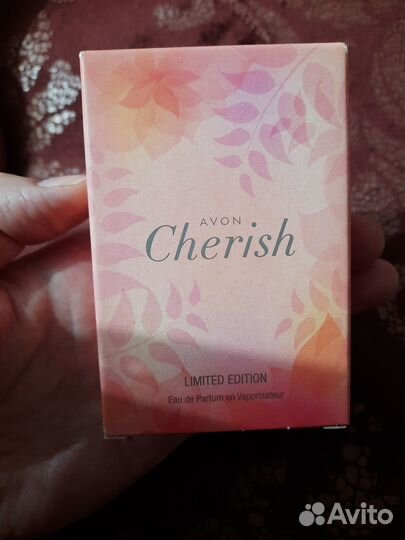 AVON
Cherish
LIMITED EDITION
Eau de Parfum en Vaporisateur
Avito